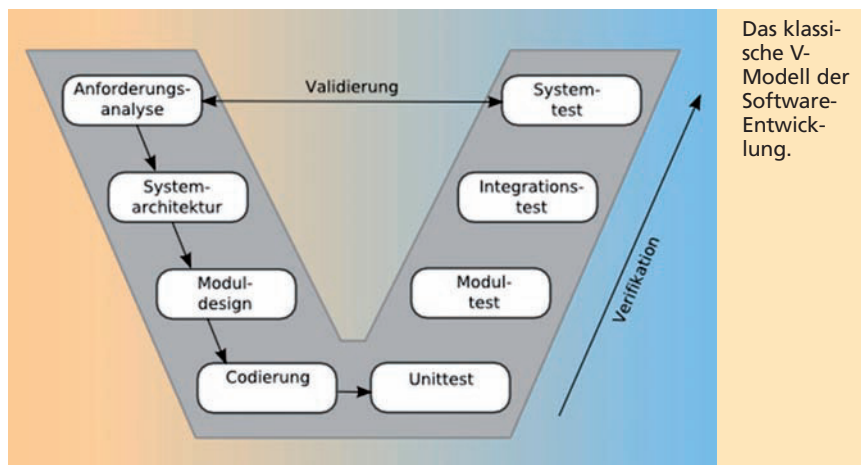 Anforderungs-
analyse
Validierung
System-
test
System-
architektur
Integrations-
test
Modul-
design
Modul-
test
Verifikation
Codierung
Unittest
Das klassi-
sche V-
Modell der
Software-
Entwick-
lung.